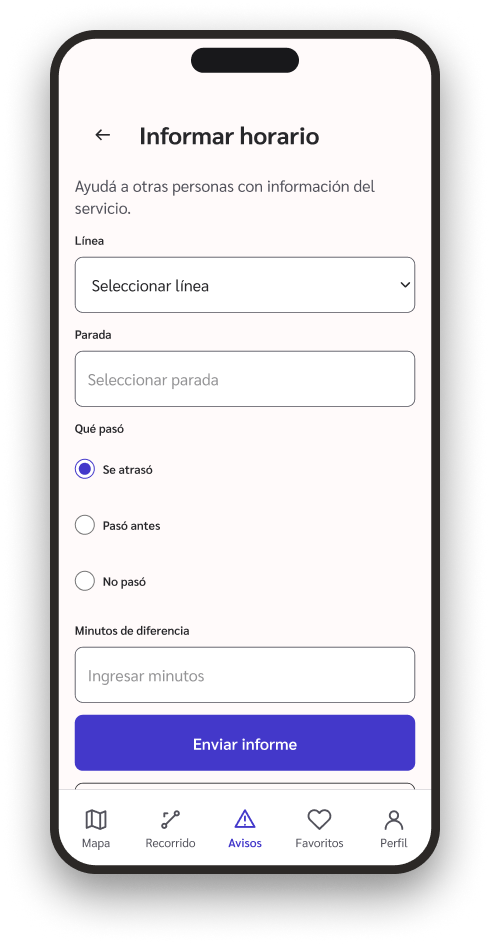 Informar horario
Ayudá a otras personas con información del
servicio.
Línea
Seleccionar línea
Parada
Seleccionar parada
Qué pasó
Se atrasó
Pasó antes
No pasó
Minutos de diferencia
Ingresar minutos
Enviar informe
Mapa
Recorrido
Avisos
Favoritos
Perfil